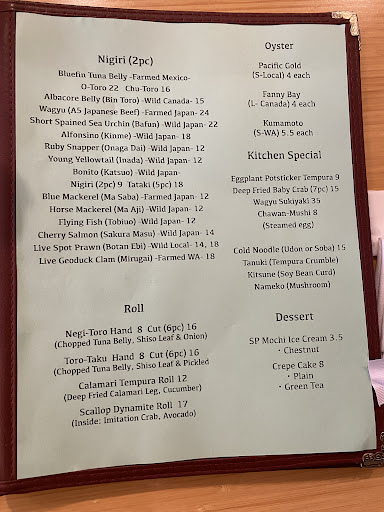 Nigiri (2pc)
Bluefin Tuna Belly -Farmed Mexico-
O-Toro 22 Chu-Toro 16
Albacore Belly (Bin Toro) -Wild Canada- 15
Wagyu (A5 Japanese Beef) -Farmed Japan- 24
Short Spained Sea Urchin (Bafun) -Wild Japan- 22
Alfonsino (Kinme) -Wild Japan- 18
Ruby Snapper (Onaga Dai) -Wild Japan- 12
Young Yellowtail (Inada) -Wild Japan- 12
Bonito (Katsuo) -Wild Japan-
Nigiri (2pc) 9 Tataki (5pc) 18
Blue Mackerel (Ma Saba) -Farmed Japan- 12
Horse Mackerel (Ma Aji) -Wild Japan- 12
Flying Fish (Tobiuo) -Wild Japan- 12
Cherry Salmon (Sakura Masu) -Wild Japan- 14
Live Spot Prawn (Botan Ebi) -Wild Local- 14, 18
Live Geoduck Clam (Mirugai) -Farmed WA- 18
Roll
Negi-Toro Hand 8 Cut (6pc) 16
(Chopped Tuna Belly, Shiso Leaf & Onion)
Toro-Taku Hand 8 Cut (6pc) 16
(Chopped Tuna Belly, Shiso Leaf & Pickled
Calamari Tempura Roll 12
(Deep Fried Calamari Leg, Cucumber)
Scallop Dynamite Roll 17
(Inside: Imitation Crab, Avocado)
Oyster
Pacific Gold
(S-Local) 4 each
Fanny Bay
(L- Canada) 4 each
Kumamoto
(S-WA) 5.5 each
Kitchen Special
Eggplant Potsticker Tempura 9
Deep Fried Baby Crab (7pc) 15
Wagyu Sukiyaki 35
Chawan-Mushi 8
(Steamed egg)
Cold Noodle (Udon or Soba) 15
Tanuki (Tempura Crumble)
Kitsune (Soy Bean Curd)
Nameko (Mushroom)
Dessert
SP Mochi Ice Cream 3.5
・Chestnut
Crepe Cake 8
・Plain
・Green Tea